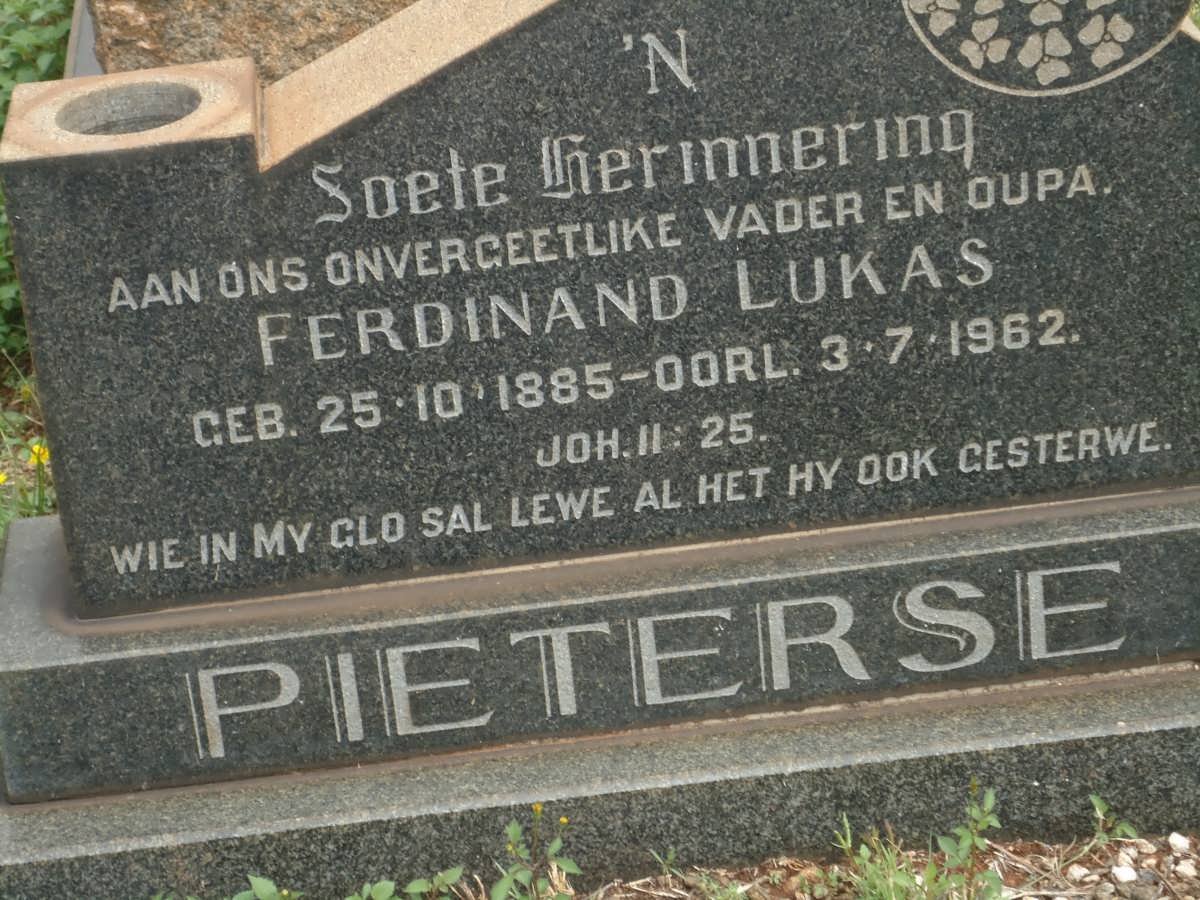 'N
Soete Herinnering
AAN ONS ONVERGEETLIKE VADER EN OUPA.
FERDINAND LUKAS
GEB. 25·10·1885–OORL. 3·7·1962.
JOH. 11: 25.
WIE IN MY GLO SAL LEWE AL HET HY OOK GESTERWE.
PIETERSE